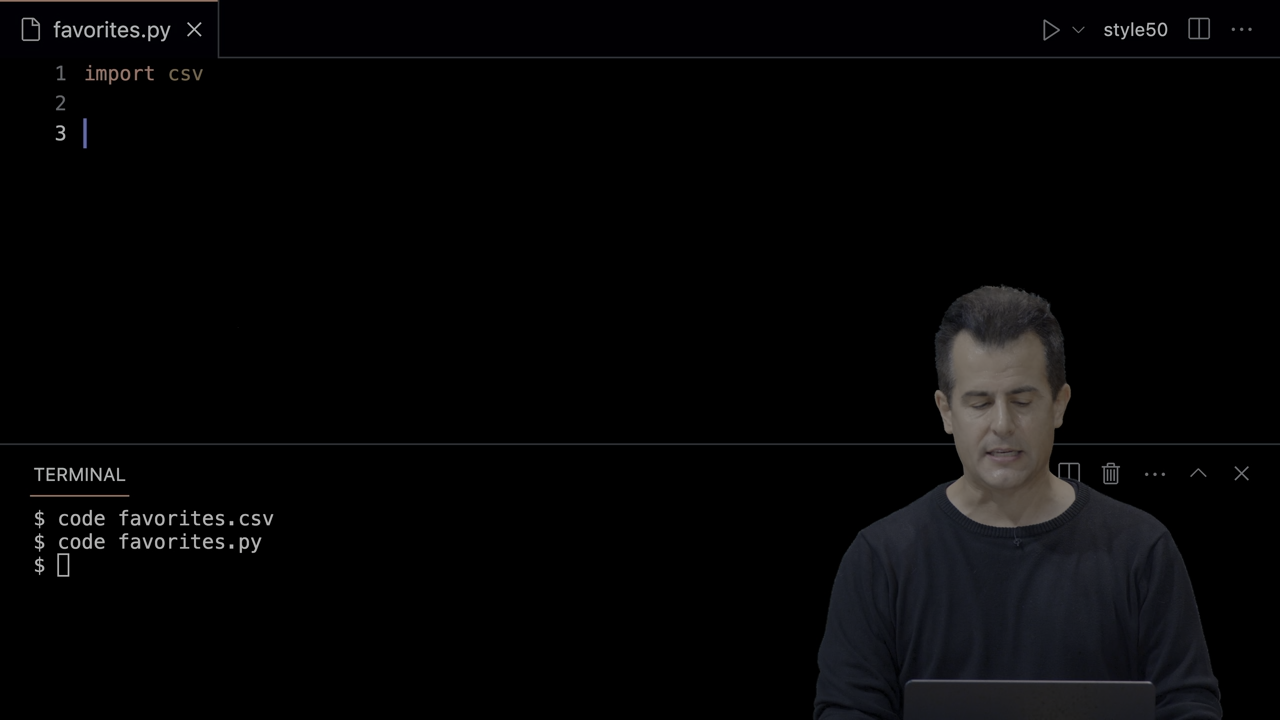 favorites.py
style50
1 import csv
2
3
TERMINAL
$ code favorites.csv
$ code favorites.py
$